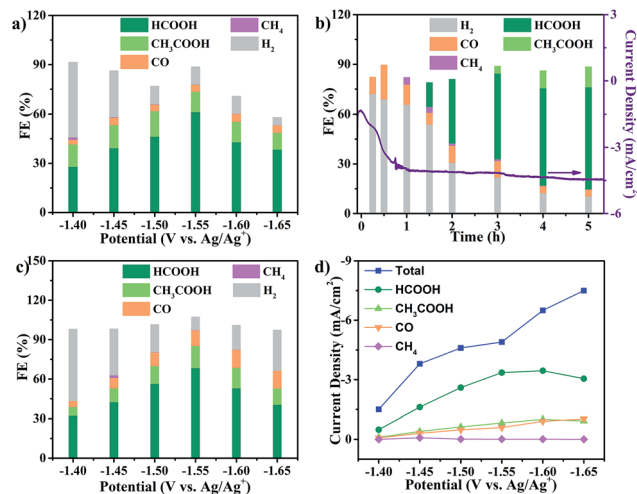 a)
HCOOH
CH₃COOH
CO
CH₄
H₂
FE (%)
120
90
60
30
0
-1.40 -1.45 -1.50 -1.55 -1.60 -1.65
Potential (V vs. Ag/Ag⁺)
b)
H₂
CO
CH₄
HCOOH
CH₃COOH
FE (%)
120
90
60
30
0
0 1 2 3 4 5
Time (h)
3
0
-3
-6
Current Density (mA/cm²)
c)
HCOOH
CH₃COOH
CO
CH₄
H₂
FE (%)
150
120
90
60
30
0
-1.40 -1.45 -1.50 -1.55 -1.60 -1.65
Potential (V vs. Ag/Ag⁺)
d)
Total
HCOOH
CH₃COOH
CO
CH₄
Current Density (mA/cm²)
-9
-6
-3
0
-1.40 -1.45 -1.50 -1.55 -1.60 -1.65
Potential (V vs. Ag/Ag⁺)